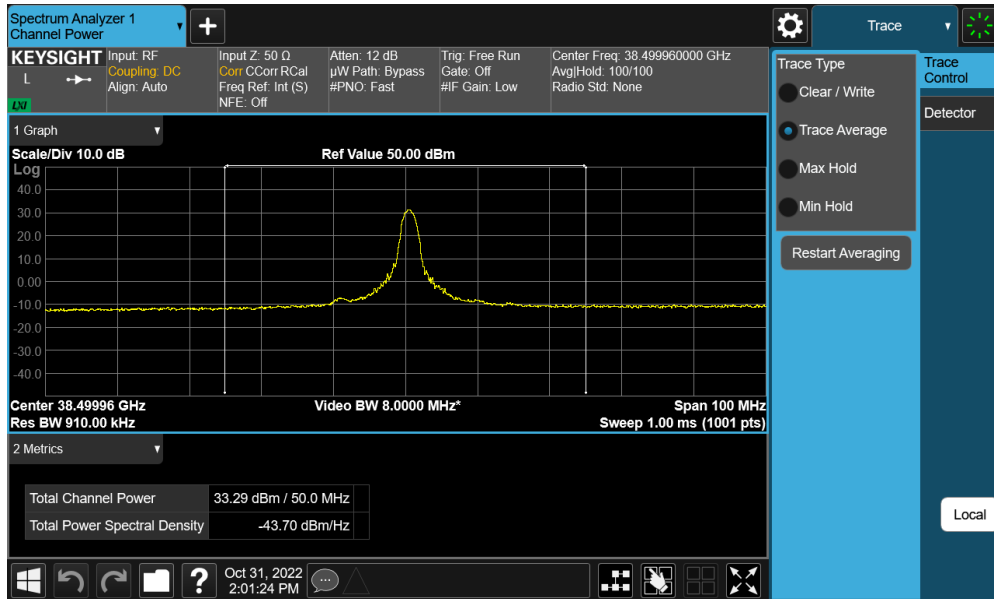 Spectrum Analyzer 1
Channel Power
+
Trace
KEYSIGHT
L
LXI
Input: RF
Coupling: DC
Align: Auto
Input Z: 50 Ω
Corr CCorr RCal
Freq Ref: Int (S)
NFE: Off
Atten: 12 dB
µW Path: Bypass
#PNO: Fast
Trig: Free Run
Gate: Off
#IF Gain: Low
Center Freq: 38.499960000 GHz
Avg|Hold: 100/100
Radio Std: None
Trace Type
Clear / Write
Trace Average
Max Hold
Min Hold
Restart Averaging
Trace
Control
Detector
Local
1 Graph
Scale/Div 10.0 dB
Ref Value 50.00 dBm
Log
40.0
30.0
20.0
10.0
0.00
-10.0
-20.0
-30.0
-40.0
Center 38.49996 GHz
Video BW 8.0000 MHz*
Span 100 MHz
Res BW 910.00 kHz
Sweep 1.00 ms (1001 pts)
2 Metrics
Total Channel Power 33.29 dBm / 50.0 MHz
Total Power Spectral Density -43.70 dBm/Hz
?
Oct 31, 2022
2:01:24 PM